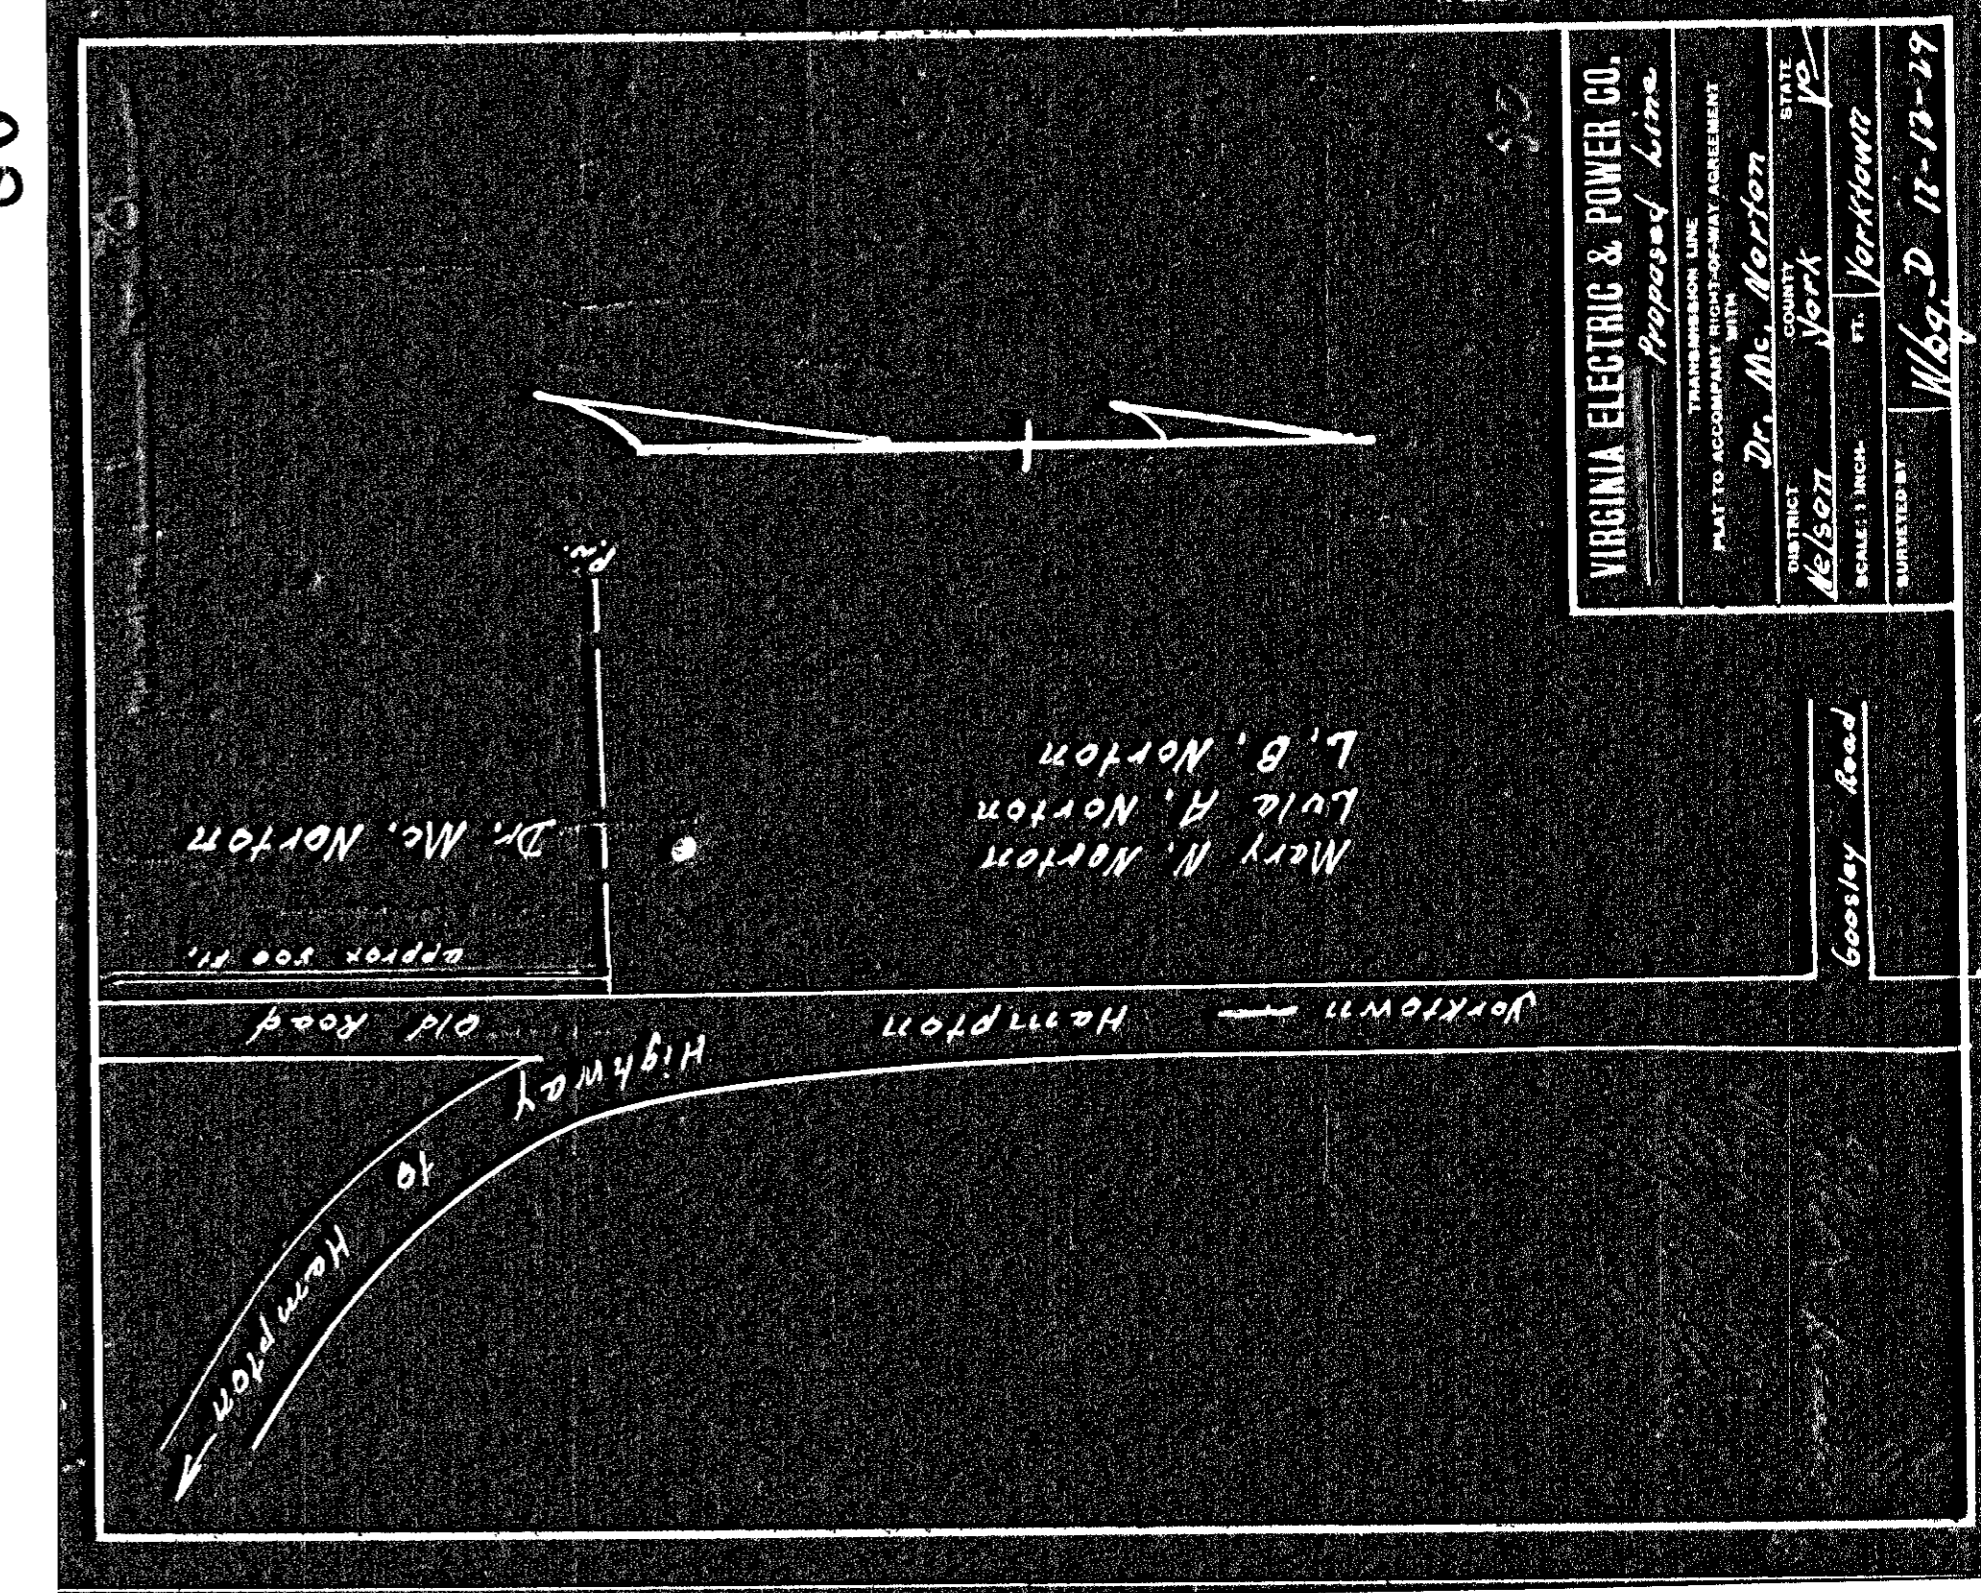 VIRGINIA ELECTRIC & POWER CO.
Proposed Line
TRANSMISSION LINE
PLAT TO ACCOMPANY RIGHT-OF-WAY AGREEMENT
WITH
Dr. Mc. Norton
DISTRICT COUNTY STATE
Nelson York Va
SCALE: 1 INCH- FT. Yorktown
SURVEYED BY Wbg-D 12-12-29
P.L.
L. B. Norton
Lula A. Norton
Mary N. Norton
Dr. Mc. Norton
approx 500 Ft.
Goosley Road
Yorktown — Hampton
Highway
Old Road
to
Hampton